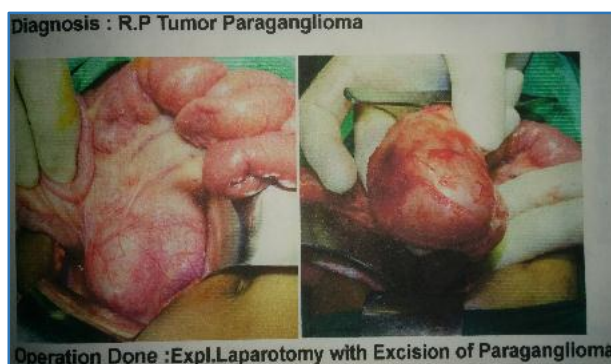 Diagnosis : R.P Tumor Paraganglioma
Operation Done :Expl.Laparotomy with Excision of Paraganglioma